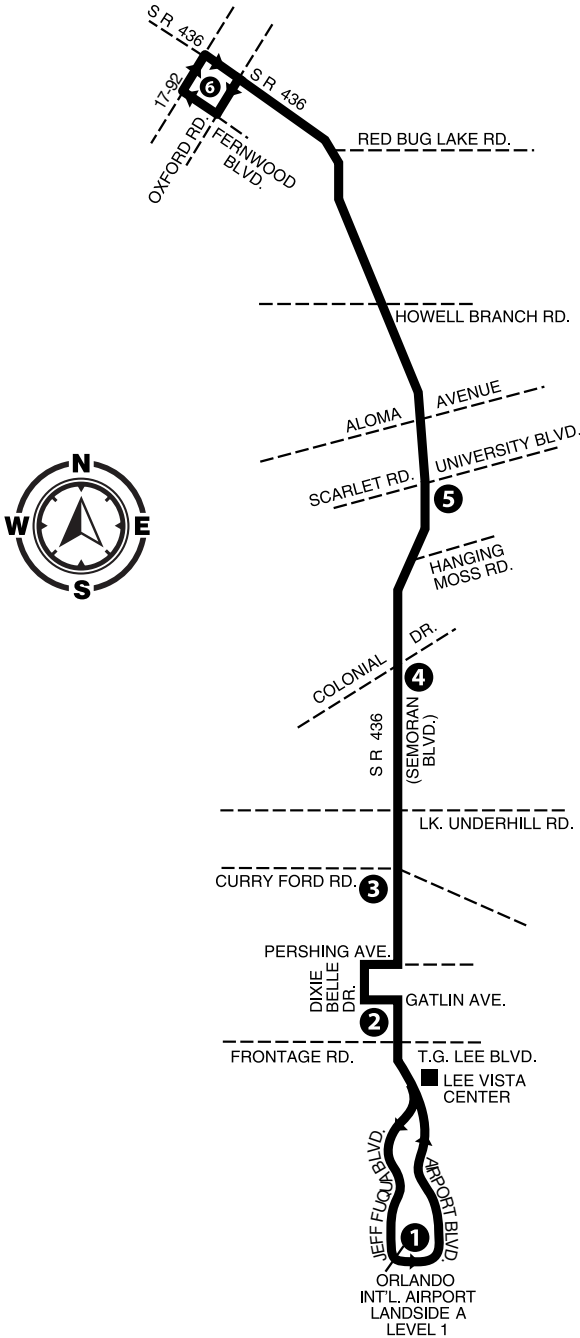 S R 436
S R 436
17-92
6
OXFORD RD.
FERNWOOD
BLVD.
RED BUG LAKE RD.
HOWELL BRANCH RD.
ALOMA AVENUE
SCARLET RD. UNIVERSITY BLVD.
5
N
W E
S
HANGING
MOSS RD.
COLONIAL DR.
4
S R 436
(SEMORAN
BLVD.)
LK. UNDERHILL RD.
CURRY FORD RD.
3
PERSHING AVE.
DIXIE
BELLE
DR.
GATLIN AVE.
2
FRONTAGE RD. T.G. LEE BLVD.
LEE VISTA
CENTER
JEFF FUQUA BLVD.
AIRPORT BLVD.
1
ORLANDO
INT'L. AIRPORT
LANDSIDE A
LEVEL 1